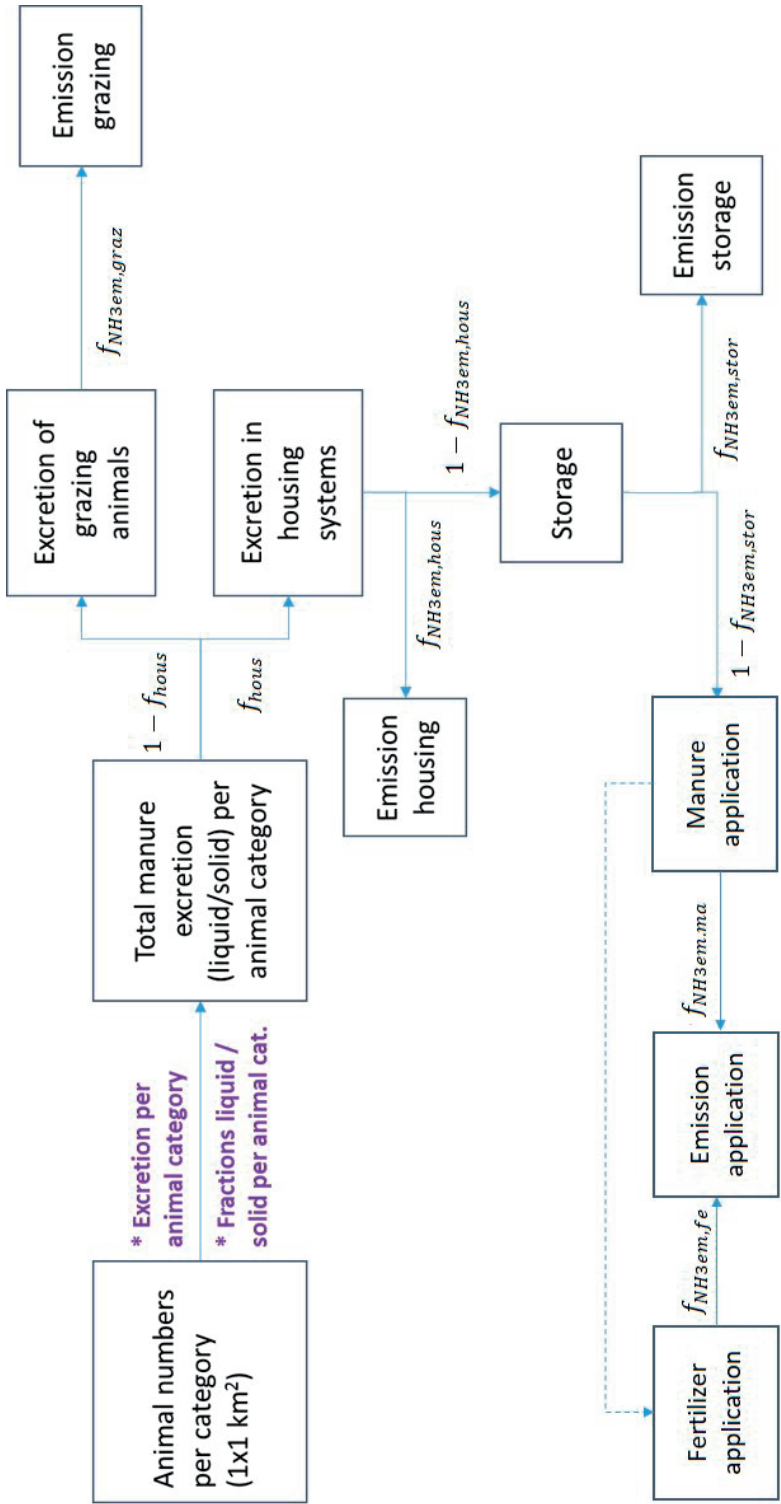 Animal numbers
per category
(1x1 km²)
* Excretion per
animal category
* Fractions liquid /
solid per animal cat.
Total manure
excretion
(liquid/solid) per
animal category
1 − f_hous
f_hous
Excretion of
grazing
animals
f_NH3em,graz
Emission
grazing
Excretion in
housing
systems
f_NH3em,hous
1 − f_NH3em,hous
Emission
housing
Storage
f_NH3em,stor
1 − f_NH3em,stor
Emission
storage
Fertilizer
application
f_NH3em,fe
Emission
application
f_NH3em.ma
Manure
application